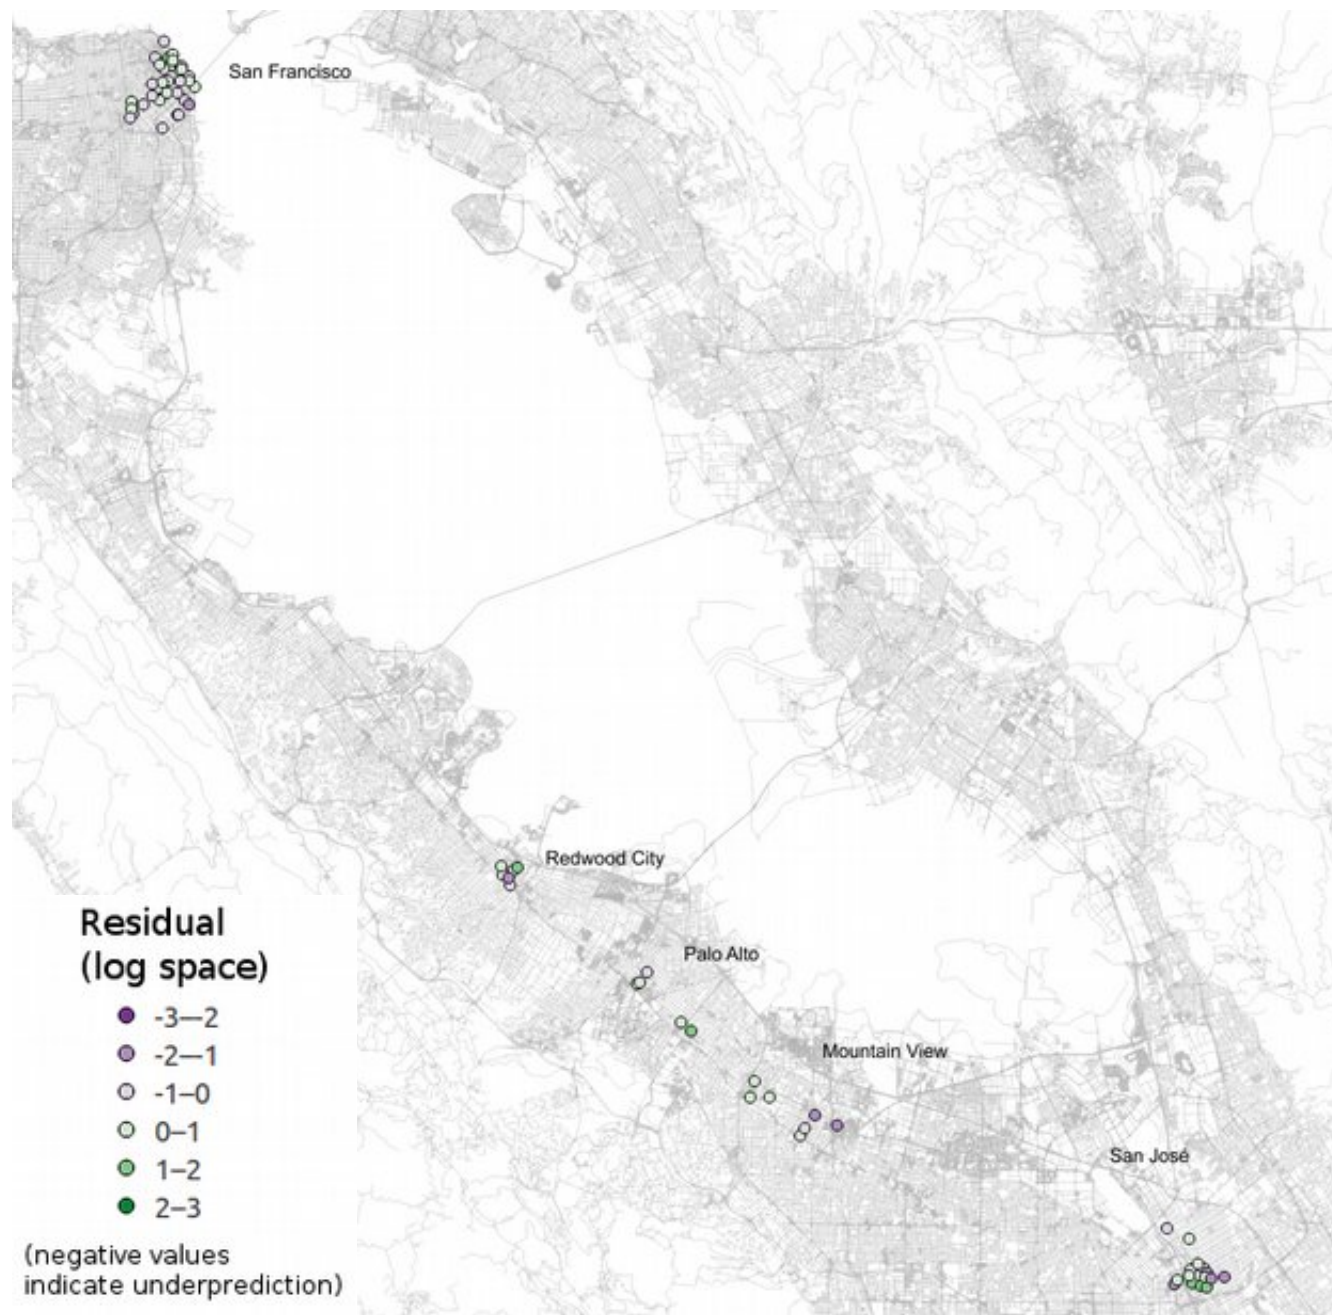 San Francisco
Redwood City
Palo Alto
Mountain View
San José
Residual
(log space)
-3—2
-2—1
-1–0
0–1
1–2
2–3
(negative values
indicate underprediction)